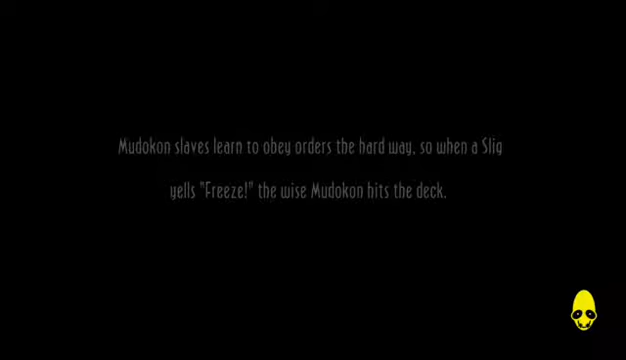 Mudokon slaves learn to obey orders the hard way, so when a Slig
yells "Freeze!" the wise Mudokon hits the deck.